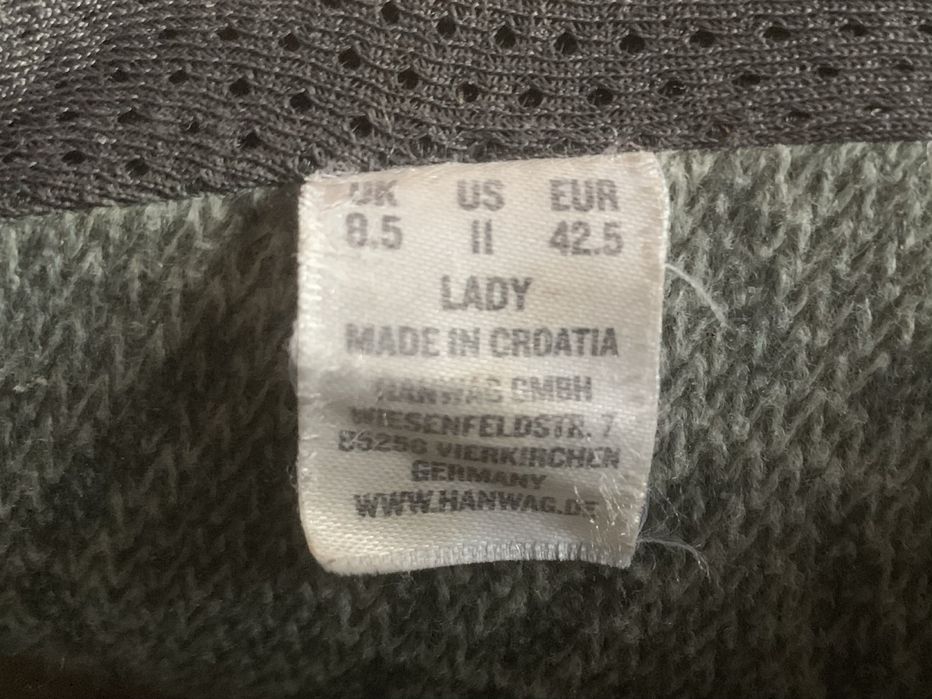 UK US EUR
8.5 11 42.5
LADY
MADE IN CROATIA
HANWAG GMBH
WIESENFELDSTR. 7
85256 VIERKIRCHEN
GERMANY
WWW.HANWAG.DE